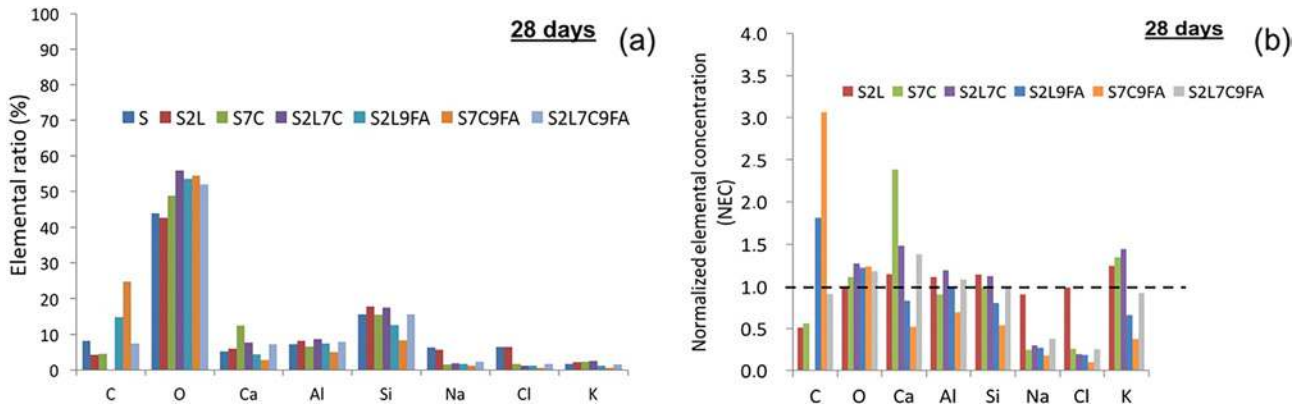 28 days (a)
Elemental ratio (%)
100
90
80
70
60
50
40
30
20
10
0
S S2L S7C S2L7C S2L9FA S7C9FA S2L7C9FA
C O Ca Al Si Na Cl K
28 days (b)
Normalized elemental concentration
(NEC)
4.0
3.5
3.0
2.5
2.0
1.5
1.0
0.5
0.0
S2L S7C S2L7C S2L9FA S7C9FA S2L7C9FA
C O Ca Al Si Na Cl K